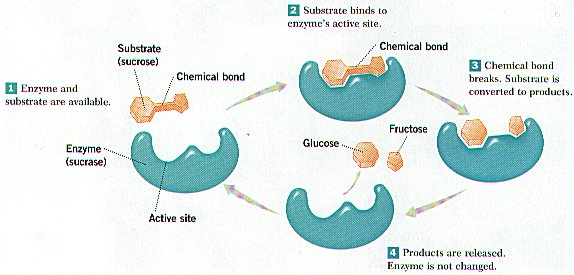 1 Enzyme and
substrate are available.
Substrate
(sucrose)
Chemical bond
Enzyme
(sucrase)
Active site
2 Substrate binds to
enzyme's active site.
Chemical bond
3 Chemical bond
breaks. Substrate is
converted to products.
Glucose
Fructose
4 Products are released.
Enzyme is not changed.